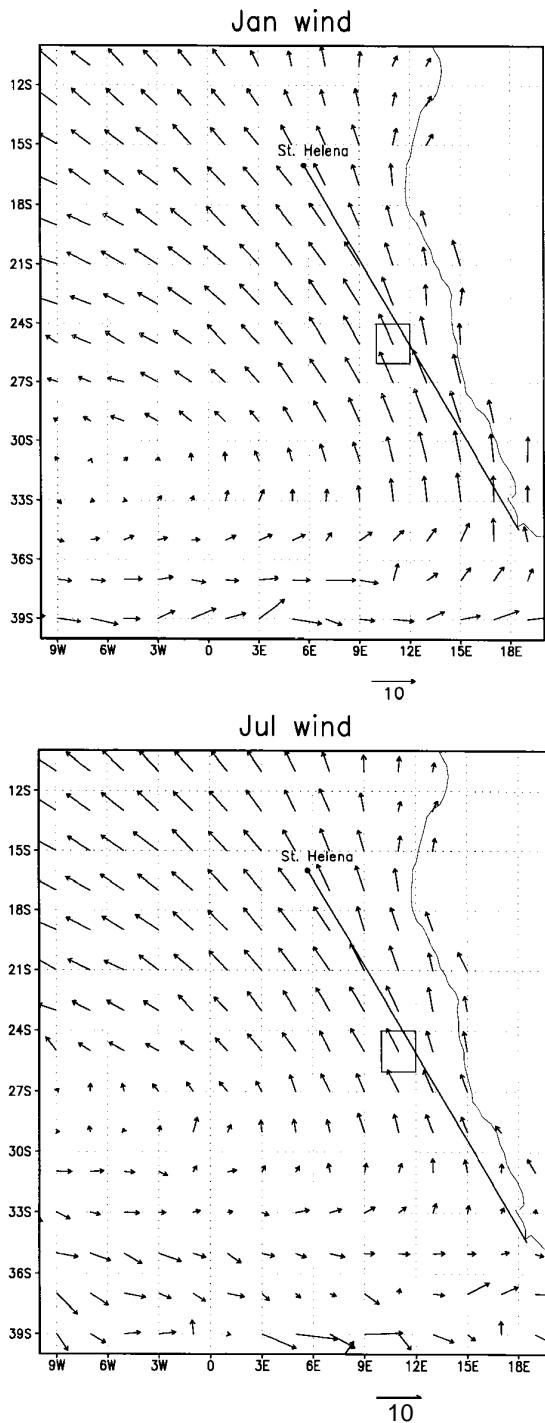 Jan wind
12S
15S
St. Helena
18S
21S
24S
27S
30S
33S
36S
39S
9W 6W 3W 0 3E 6E 9E 12E 15E 18E
10
Jul wind
12S
15S
St. Helena
18S
21S
24S
27S
30S
33S
36S
39S
9W 6W 3W 0 3E 6E 9E 12E 15E 18E
10